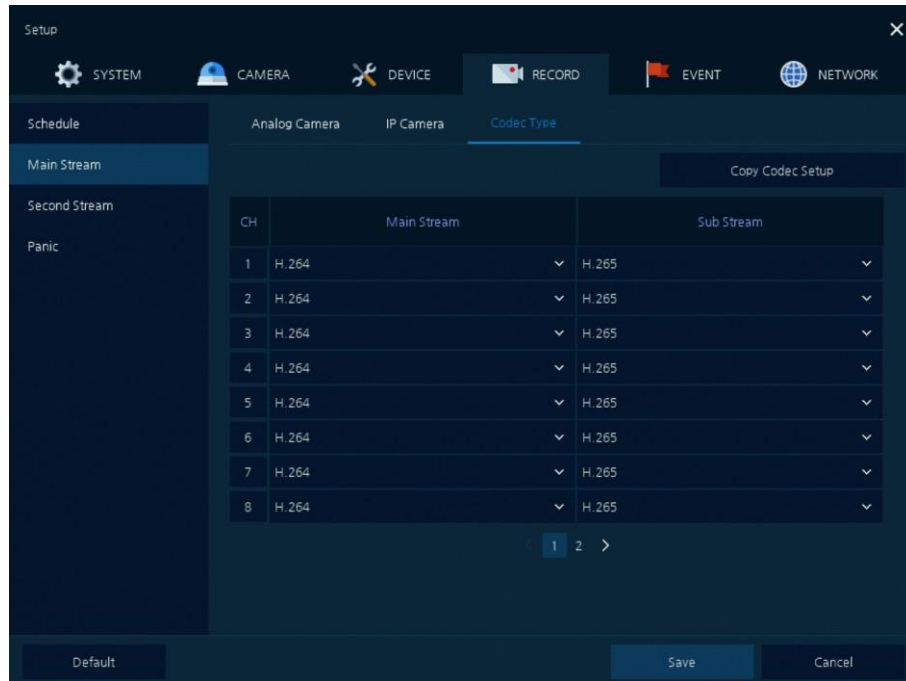 Setup
SYSTEM CAMERA DEVICE RECORD EVENT NETWORK
Schedule
Main Stream
Second Stream
Panic
Analog Camera IP Camera Codec Type
Copy Codec Setup
CH Main Stream Sub Stream
1 H.264 H.265
2 H.264 H.265
3 H.264 H.265
4 H.264 H.265
5 H.264 H.265
6 H.264 H.265
7 H.264 H.265
8 H.264 H.265
1 2 >
Default Save Cancel